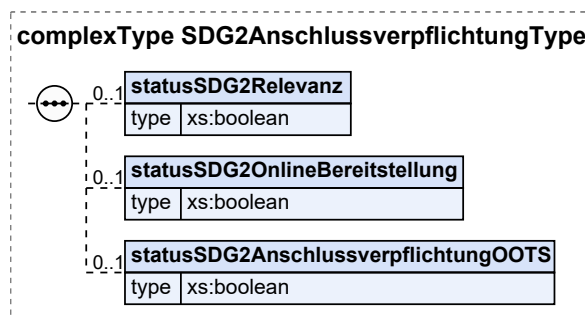 complexType SDG2AnschlussverpflichtungType
0..1 statusSDG2Relevanz
type xs:boolean
0..1 statusSDG2OnlineBereitstellung
type xs:boolean
0..1 statusSDG2AnschlussverpflichtungOOTS
type xs:boolean